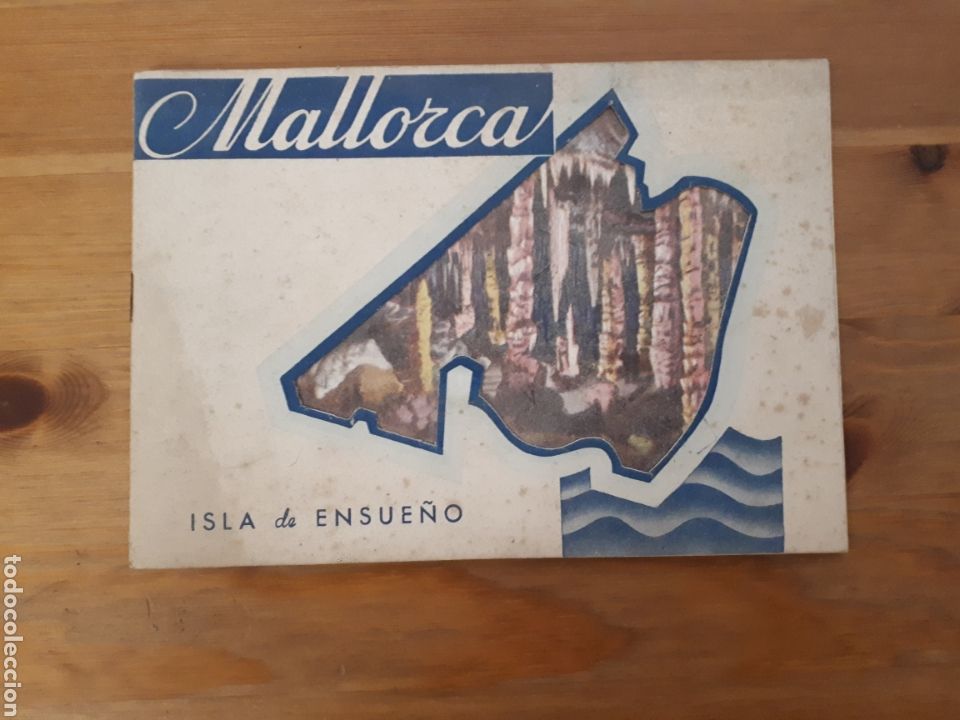 Mallorca
ISLA de ENSUEÑO
todocoleccion